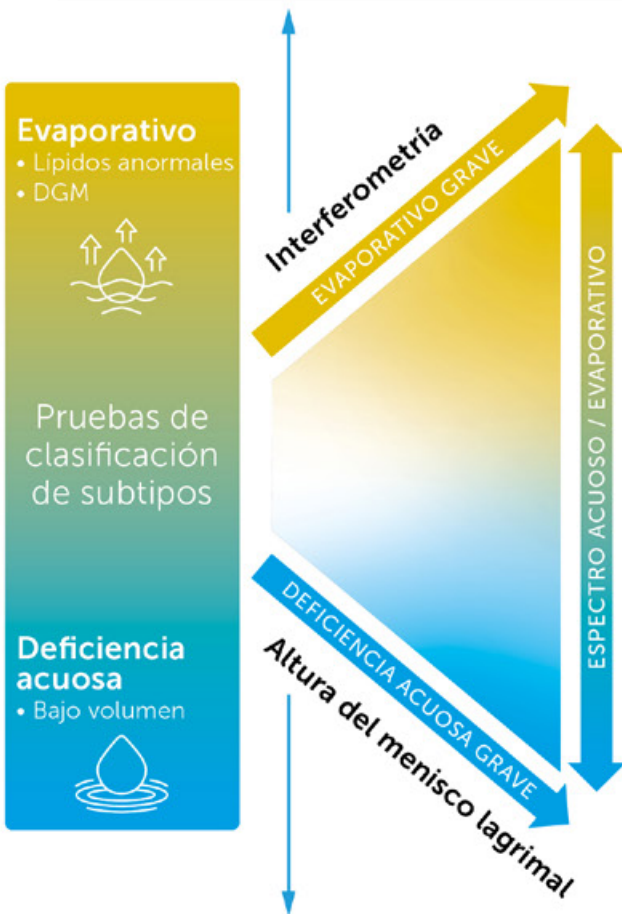 Evaporativo
• Lípidos anormales
• DGM
Pruebas de
clasificación
de subtipos
Deficiencia
acuosa
• Bajo volumen
Interferometría
EVAPORATIVO GRAVE
DEFICIENCIA ACUOSA GRAVE
Altura del menisco lagrimal
ESPECTRO ACUOSO / EVAPORATIVO